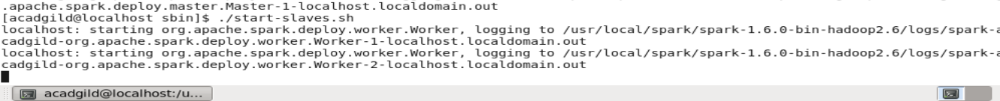 .apache.spark.deploy.master.Master-1-localhost.localdomain.out
[acadgild@localhost sbin]$ ./start-slaves.sh
localhost: starting org.apache.spark.deploy.worker.Worker, logging to /usr/local/spark/spark-1.6.0-bin-hadoop2.6/logs/spark-a
cadgild-org.apache.spark.deploy.worker.Worker-1-localhost.localdomain.out
localhost: starting org.apache.spark.deploy.worker.Worker, logging to /usr/local/spark/spark-1.6.0-bin-hadoop2.6/logs/spark-a
cadgild-org.apache.spark.deploy.worker.Worker-2-localhost.localdomain.out
acadgild@localhost:/u...